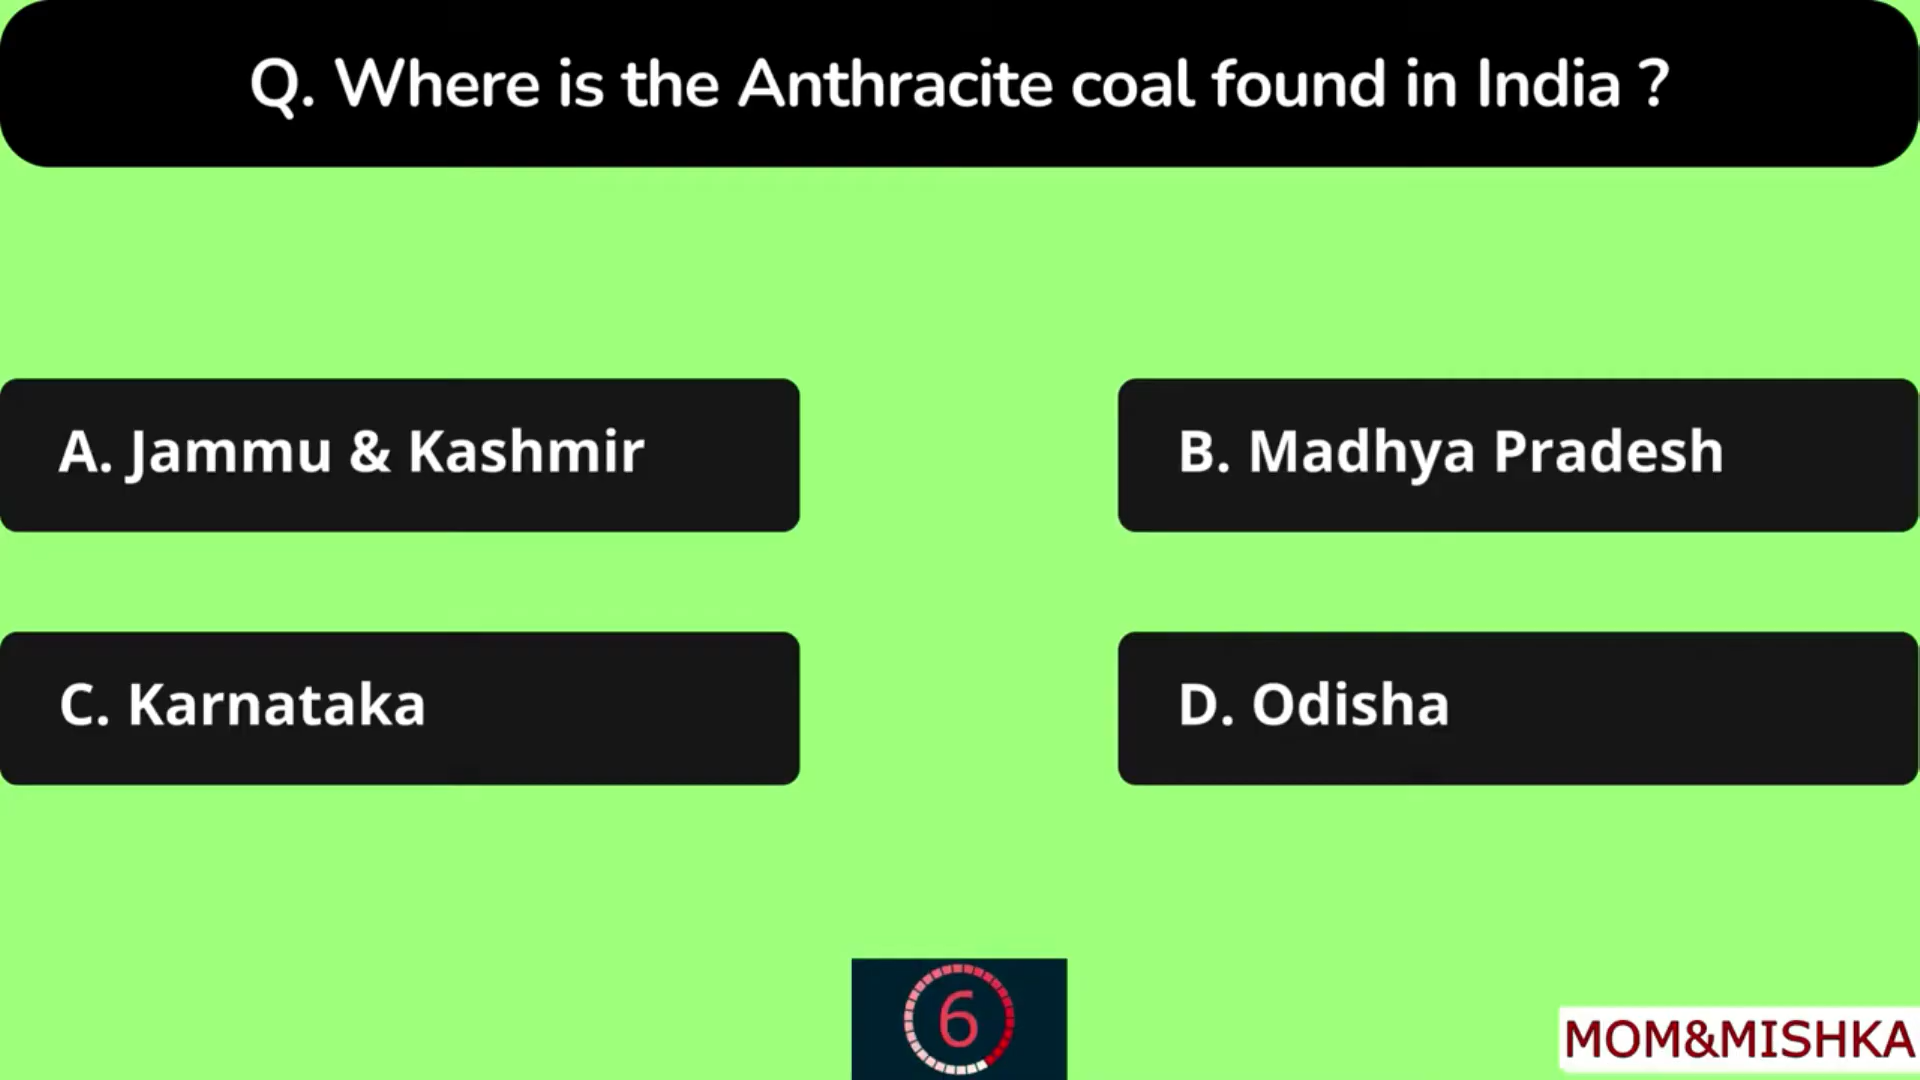 Q. Where is the Anthracite coal found in India ?
A. Jammu & Kashmir
B. Madhya Pradesh
C. Karnataka
D. Odisha
6
MOM&MISHKA